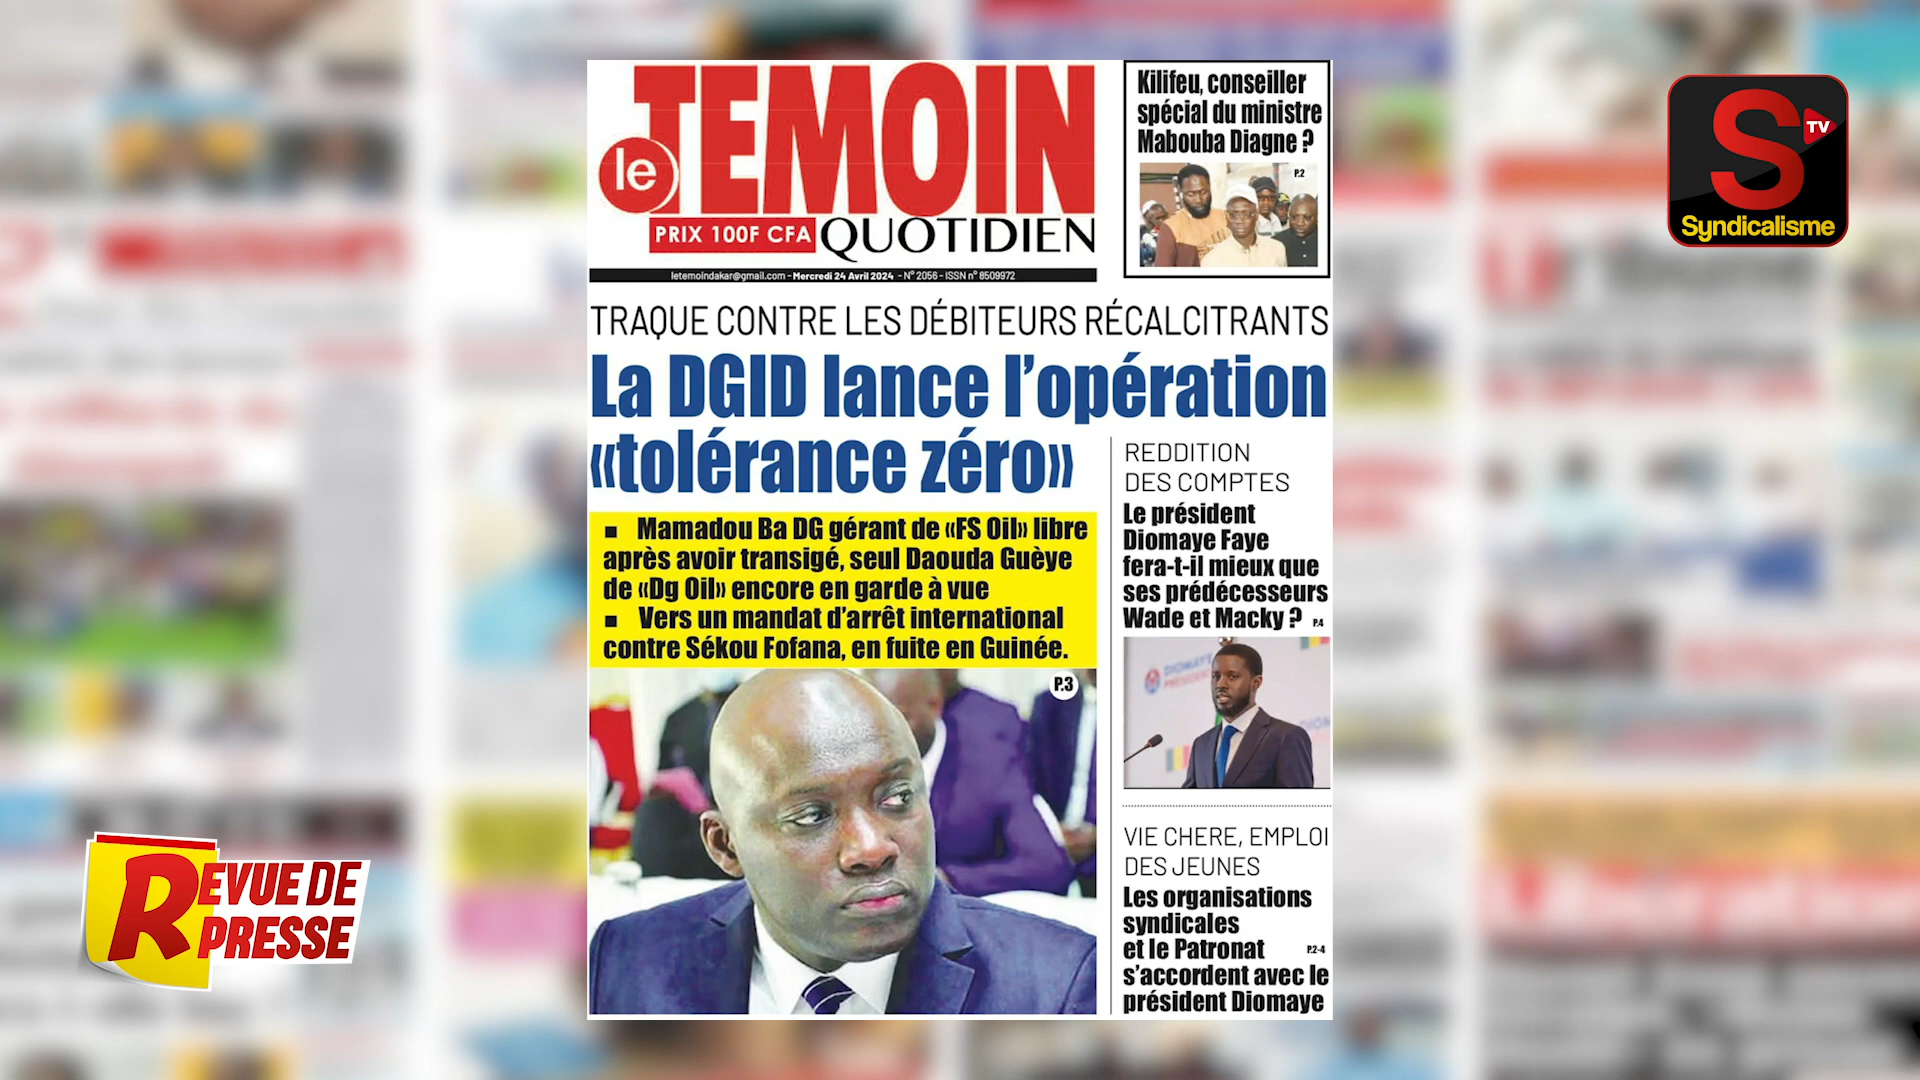 le TEMOIN
PRIX 100F CFA QUOTIDIEN
letemoindakar@gmail.com - Mercredi 24 Avril 2024 - N° 2056 - ISSN n° 8509972
Kilifeu, conseiller
spécial du ministre
Mabouba Diagne ?
P.2
S TV
Syndicalisme
TRAQUE CONTRE LES DÉBITEURS RÉCALCITRANTS
La DGID lance l'opération
«tolérance zéro»
▪ Mamadou Ba DG gérant de «FS Oil» libre
après avoir transigé, seul Daouda Guèye
de «Dg Oil» encore en garde à vue
▪ Vers un mandat d'arrêt international
contre Sékou Fofana, en fuite en Guinée.
P.3
REDDITION
DES COMPTES
Le président
Diomaye Faye
fera-t-il mieux que
ses prédécesseurs
Wade et Macky ? P.4
VIE CHERE, EMPLOI
DES JEUNES
Les organisations
syndicales
et le Patronat P.2-4
s'accordent avec le
président Diomaye
REVUE DE
PRESSE